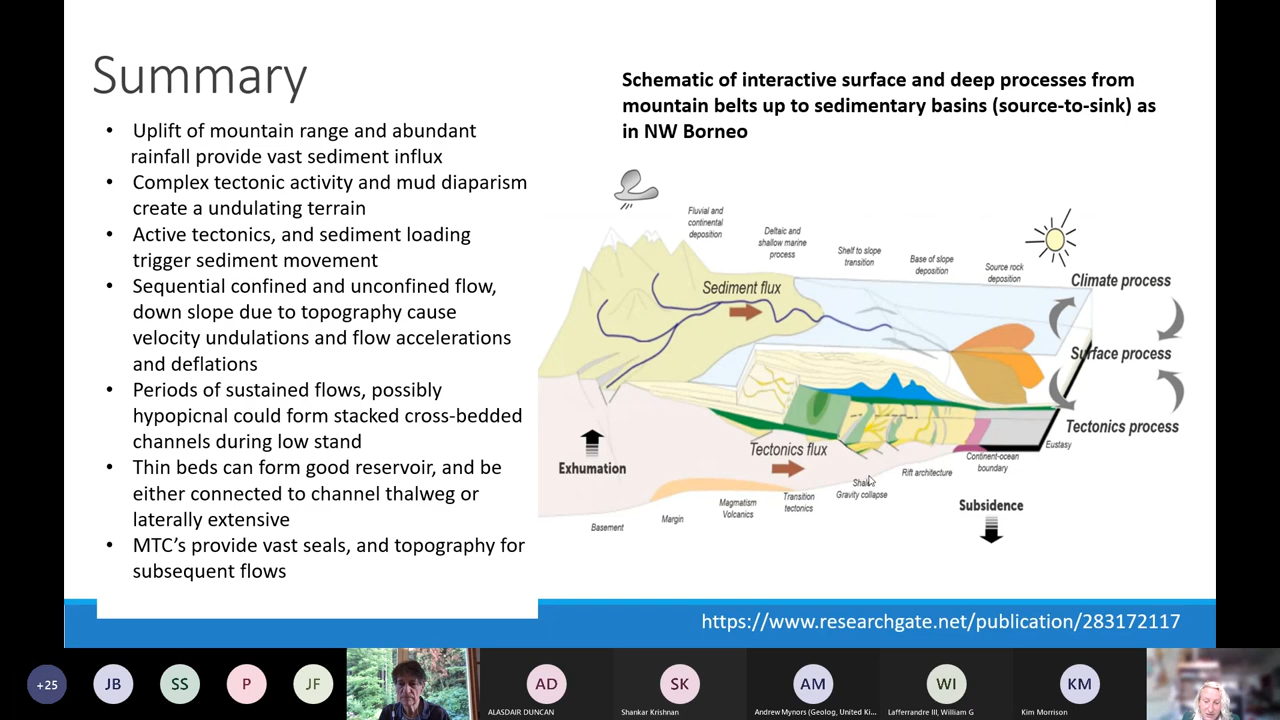 Summary
Schematic of interactive surface and deep processes from
mountain belts up to sedimentary basins (source-to-sink) as
in NW Borneo
• Uplift of mountain range and abundant
rainfall provide vast sediment influx
• Complex tectonic activity and mud diaparism
create a undulating terrain
• Active tectonics, and sediment loading
trigger sediment movement
• Sequential confined and unconfined flow,
down slope due to topography cause
velocity undulations and flow accelerations
and deflations
• Periods of sustained flows, possibly
hypopicnal could form stacked cross-bedded
channels during low stand
• Thin beds can form good reservoir, and be
either connected to channel thalweg or
laterally extensive
• MTC's provide vast seals, and topography for
subsequent flows
Fluvial and
continental
deposition
Deltaic and
shallow marine
process
Shelf to slope
transition
Base of slope
deposition
Source rock
deposition
Sediment flux
Climate process
Surface process
Tectonics process
Eustasy
Tectonics flux
Exhumation
Continent-ocean
boundary
Rift architecture
Gravity collapse
Transition
tectonics
Magmatism
Volcanics
Margin
Basement
Subsidence
https://www.researchgate.net/publication/283172117
+25
JB
SS
P
JF
AD
SK
AM
WI
KM
ALASDAIR DUNCAN
Shankar Krishnan
Andrew Mynors (Geolog, United Ki...
Lafferrandre III, William G
Kim Morrison